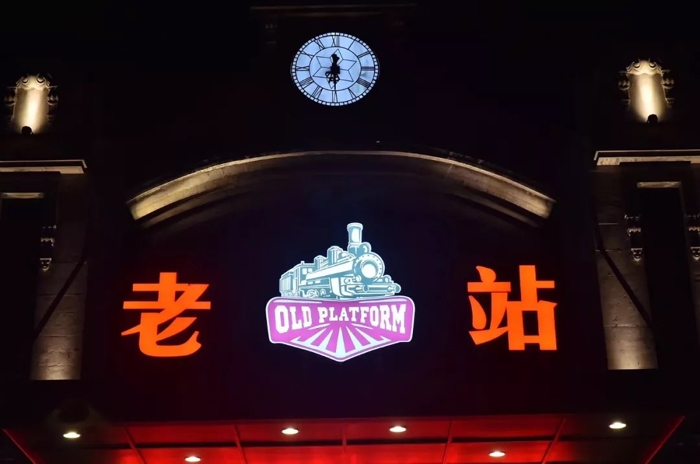 老 OLD PLATFORM 站